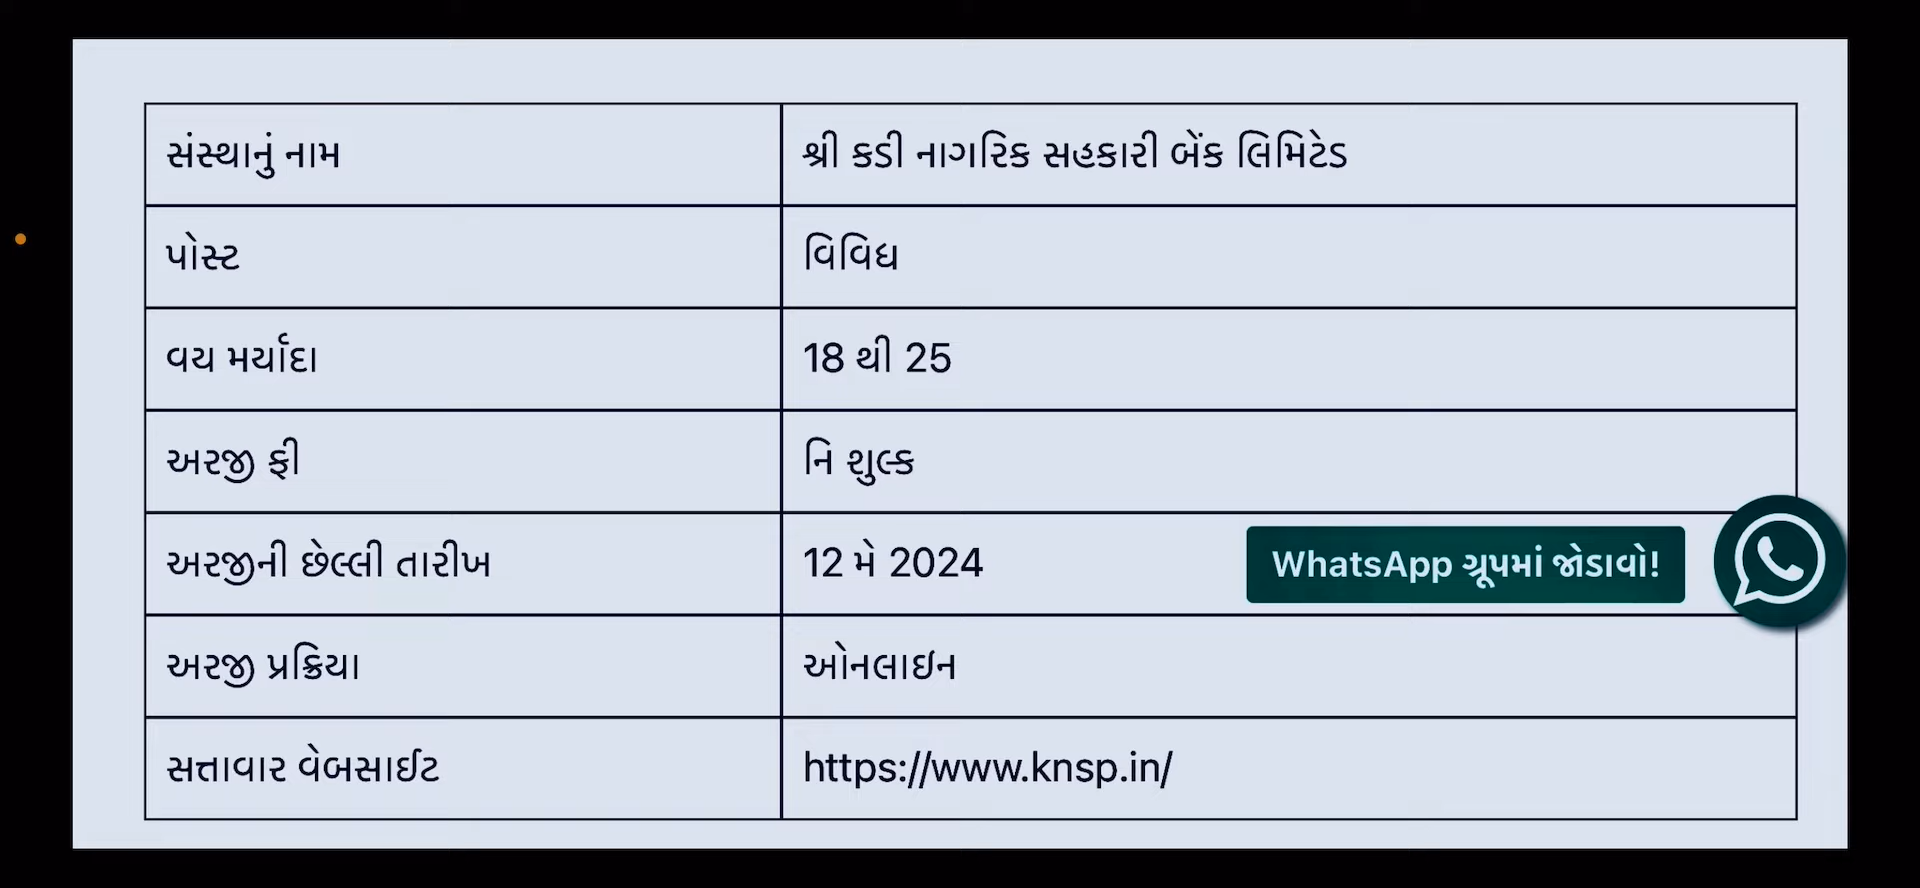 સંસ્થાનું નામ
શ્રી કડી નાગરિક સહકારી બેંક લિમિટેડ
પોસ્ટ
વિવિધ
વય મર્યાદા
18 થી 25
અરજી ફી
નિ શુલ્ક
અરજીની છેલ્લી તારીખ
12 મે 2024
WhatsApp ગ્રૂપમાં જોડાવો!
અરજી પ્રક્રિયા
ઓનલાઇન
સત્તાવાર વેબસાઈટ
https://www.knsp.in/